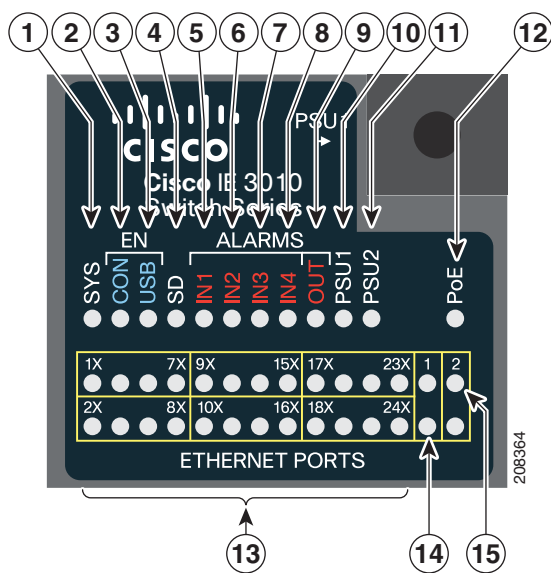 1 2 3 4 5 6 7 8 9 10 11 12
PSU1
CISCO
Cisco IE 3010
Switch Series
EN ALARMS
SYS CON USB SD IN1 IN2 IN3 IN4 OUT PSU1 PSU2 PoE
1X 7X 9X 15X 17X 23X 1 2
2X 8X 10X 16X 18X 24X
ETHERNET PORTS
208364
13 14 15